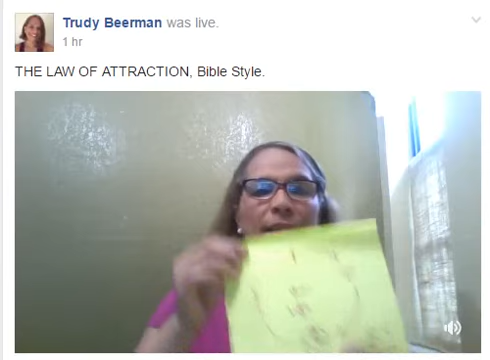 Trudy Beerman was live.
1 hr
THE LAW OF ATTRACTION, Bible Style.